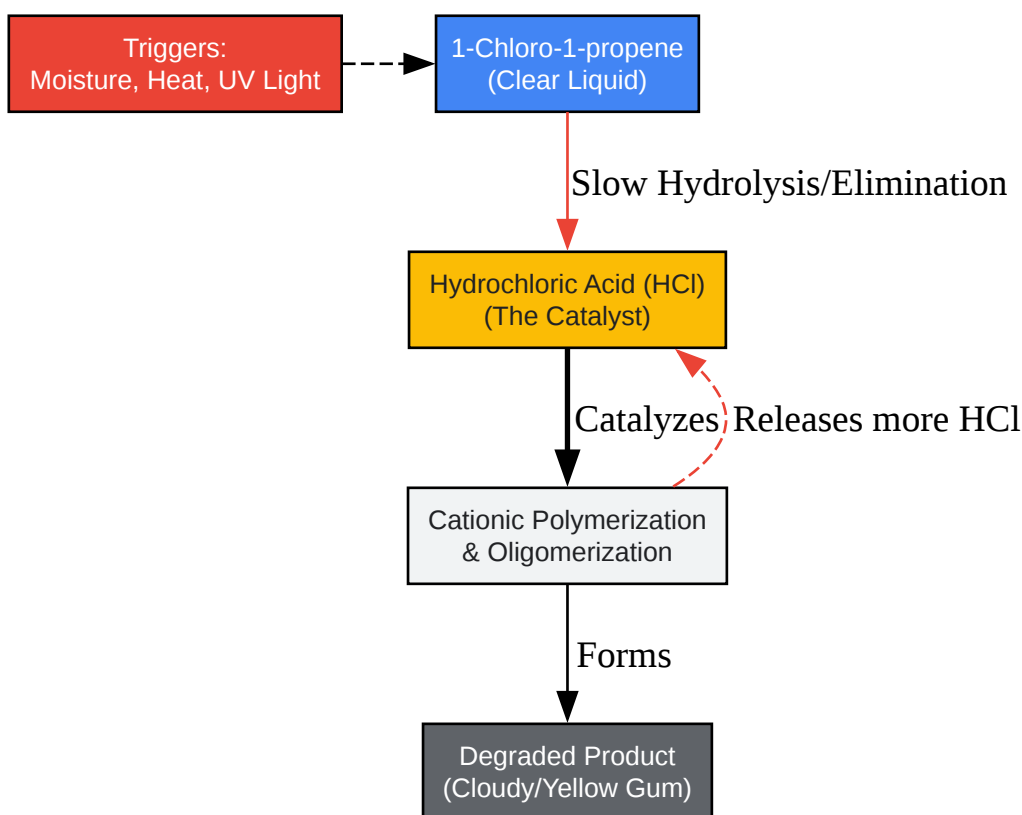 Triggers:
Moisture, Heat, UV Light
1-Chloro-1-propene
(Clear Liquid)
Slow Hydrolysis/Elimination
Hydrochloric Acid (HCl)
(The Catalyst)
Catalyzes
Releases more HCl
Cationic Polymerization
& Oligomerization
Forms
Degraded Product
(Cloudy/Yellow Gum)